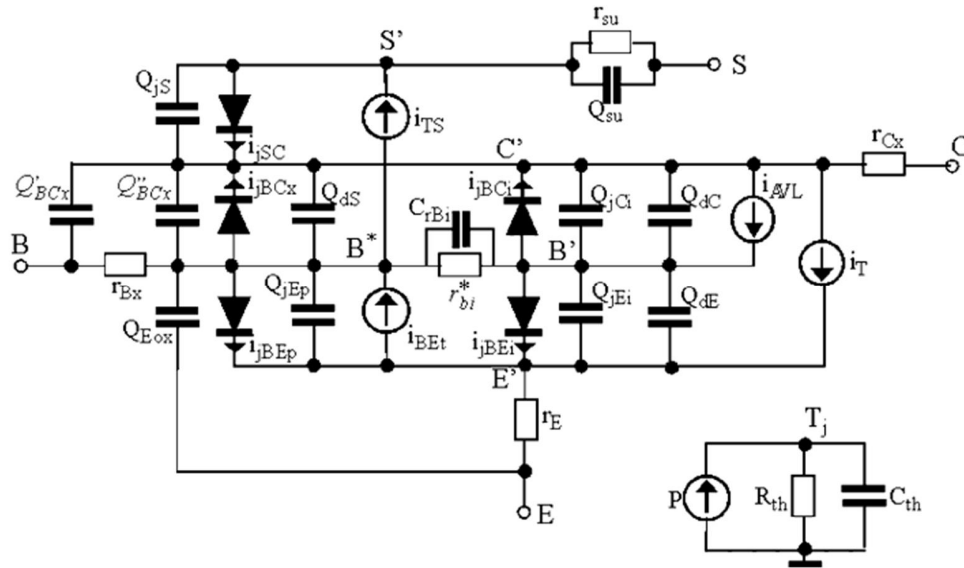 r_su
S'
S
Q_jS
Q_su
i_TS
i_jSC
r_Cx
C
C'
Q'_BCx
Q''_BCx
i_jBCx
Q_dS
C_rBi
i_jBCi
Q_jCi
Q_dC
i_AVL
B
B*
B'
i_T
r_Bx
r*_bi
Q_jEp
Q_jEi
Q_dE
Q_Eox
i_jBEp
i_BEt
i_jBEi
E'
r_E
T_j
P
R_th
C_th
E